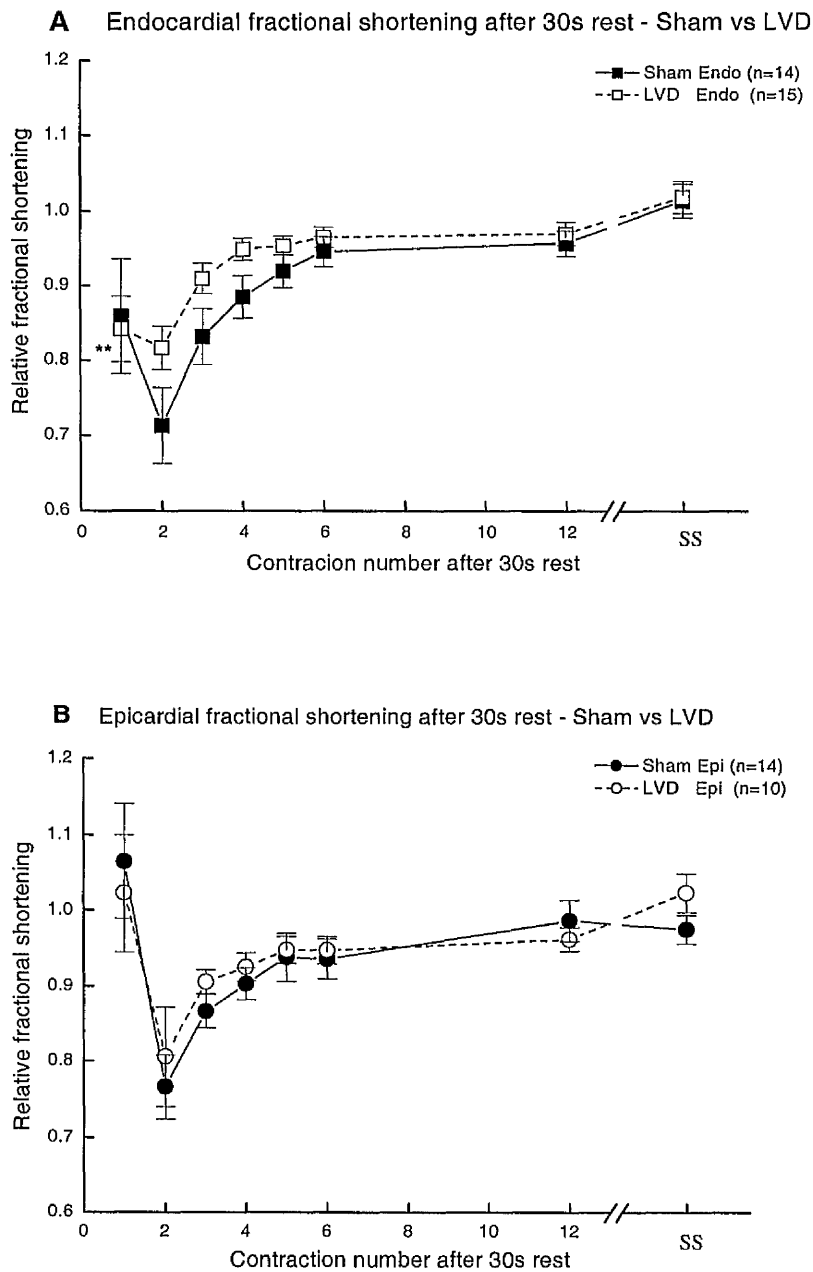 A Endocardial fractional shortening after 30s rest - Sham vs LVD
Sham Endo (n=14)
LVD Endo (n=15)
Relative fractional shortening
1.2
1.1
1.0
0.9
0.8
0.7
0.6
**
0 2 4 6 8 10 12 SS
Contracion number after 30s rest
B Epicardial fractional shortening after 30s rest - Sham vs LVD
Sham Epi (n=14)
LVD Epi (n=10)
Relative fractional shortening
1.2
1.1
1.0
0.9
0.8
0.7
0.6
0 2 4 6 8 10 12 SS
Contraction number after 30s rest